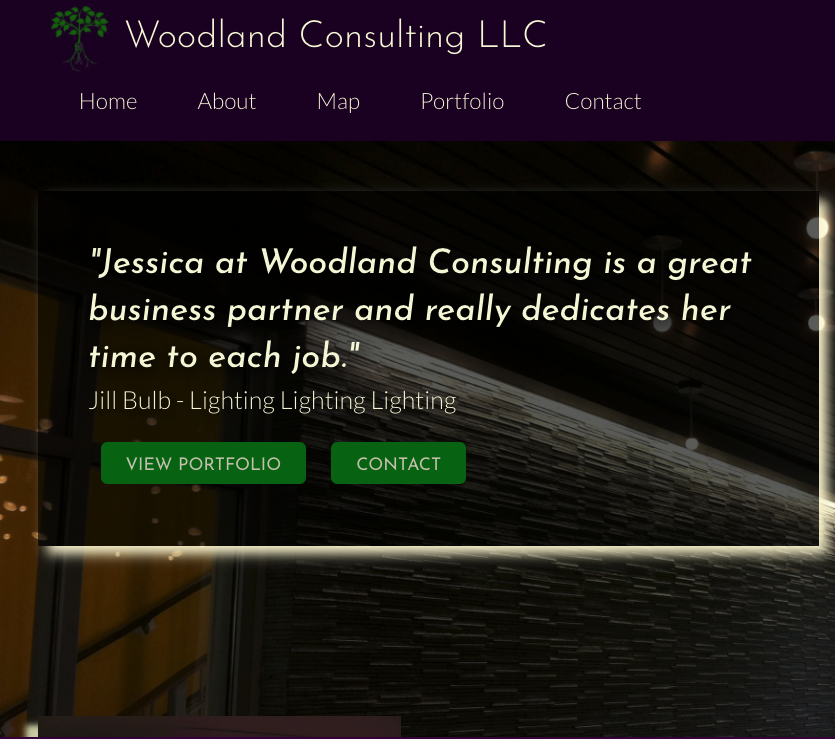 Woodland Consulting LLC
Home About Map Portfolio Contact
"Jessica at Woodland Consulting is a great
business partner and really dedicates her
time to each job."
Jill Bulb - Lighting Lighting Lighting
VIEW PORTFOLIO CONTACT